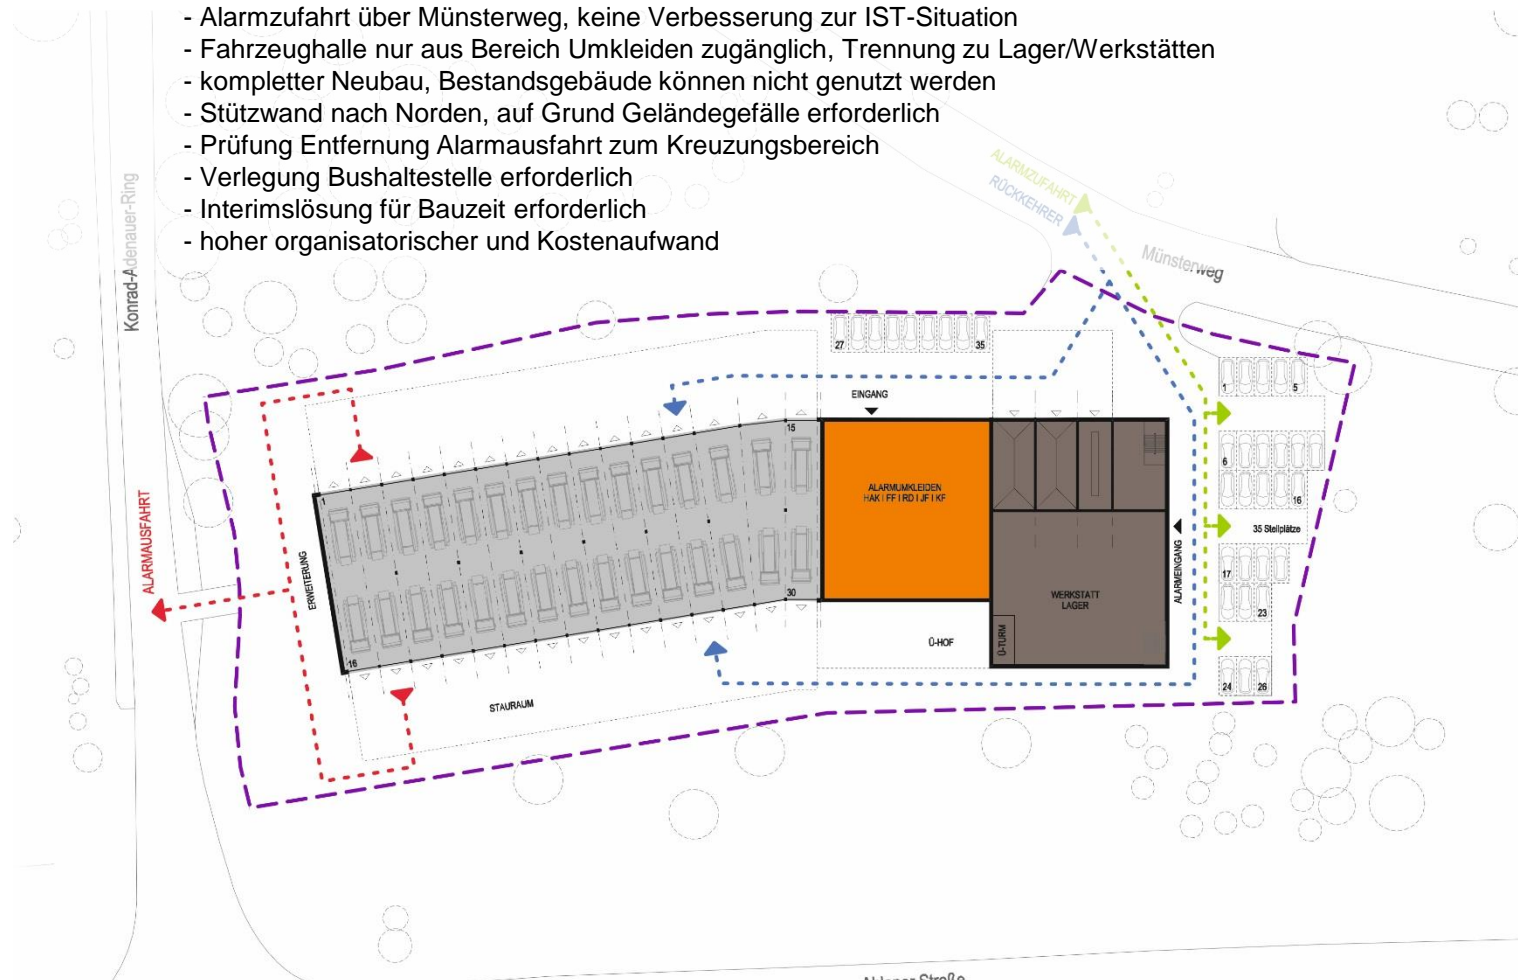 - Alarmzufahrt über Münsterweg, keine Verbesserung zur IST-Situation
- Fahrzeughalle nur aus Bereich Umkleiden zugänglich, Trennung zu Lager/Werkstätten
- kompletter Neubau, Bestandsgebäude können nicht genutzt werden
- Stützwand nach Norden, auf Grund Geländegefälle erforderlich
- Prüfung Entfernung Alarmausfahrt zum Kreuzungsbereich
- Verlegung Bushaltestelle erforderlich
- Interimslösung für Bauzeit erforderlich
- hoher organisatorischer und Kostenaufwand
Konrad-Adenauer-Ring
ALARMZUFAHRT
RÜCKKEHRER
Münsterweg
27
35
1
5
EINGANG
15
6
16
ALARMUMKLEIDEN
HAK I FF I RD I JF I KF
1
ALARMAUSFAHRT
ERWEITERUNG
ALARMEINGANG
35 Stellplätze
17
23
30
WERKSTATT
LAGER
Ü-HOF
Ü-TURM
16
24
26
STAURAUM
Straße